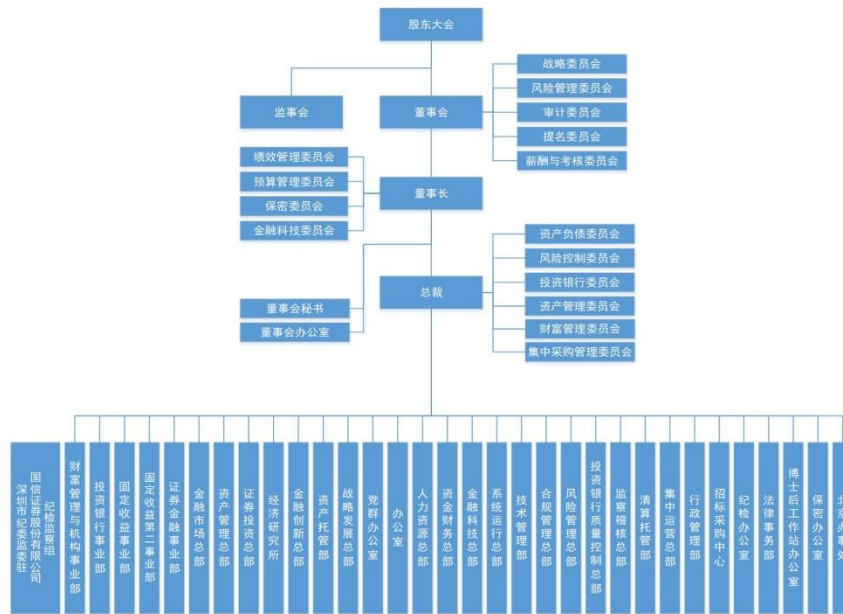 股东大会
监事会
董事会
战略委员会
风险管理委员会
审计委员会
提名委员会
薪酬与考核委员会
绩效管理委员会
预算管理委员会
保密委员会
金融科技委员会
董事长
资产负债委员会
风险控制委员会
投资银行委员会
资产管理委员会
财富管理委员会
集中采购管理委员会
总裁
董事会秘书
董事会办公室
深圳市纪委监委驻
国信证券股份有限公司
纪检监察组
财富管理与机构事业部
投资银行事业部
固定收益事业部
固定收益第二事业部
证券金融事业部
金融市场总部
资产管理总部
证券投资总部
经济研究所
金融创新总部
资产托管部
战略发展总部
党群办公室
办公室
人力资源总部
资金财务总部
金融科技总部
系统运行总部
技术管理部
合规管理总部
风险管理总部
投资银行质量控制总部
监察稽核总部
清算托管部
集中运营总部
行政管理部
招标采购中心
纪检办公室
法律事务部
博士后工作站办公室
保密办公室
北京办事处